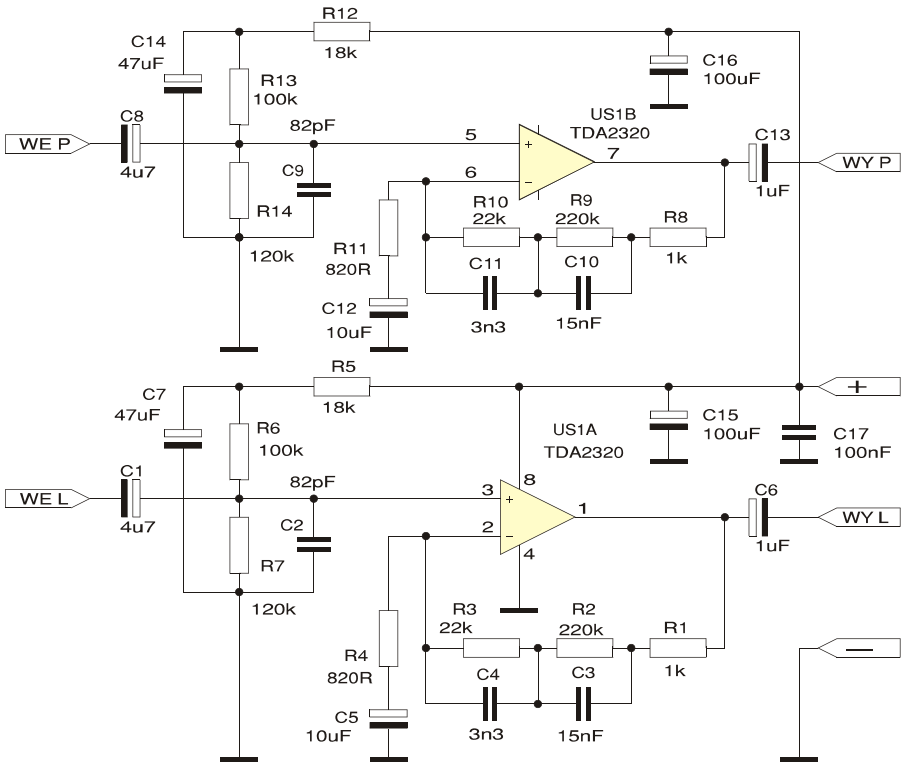 R12
18k
C14
47uF
R13
100k
C16
100uF
WE P
C8
4u7
82pF
C9
R14
120k
5
6
US1B
TDA2320
+
−
7
C13
1uF
WY P
R10
22k
R9
220k
R8
1k
R11
820R
C11
3n3
C10
15nF
C12
10uF
R5
18k
C7
47uF
R6
100k
+
C15
100uF
C17
100nF
US1A
TDA2320
WE L
C1
4u7
82pF
C2
R7
120k
3
2
8
+
−
4
1
C6
1uF
WY L
R3
22k
R2
220k
R1
1k
R4
820R
C4
3n3
C3
15nF
C5
10uF
−